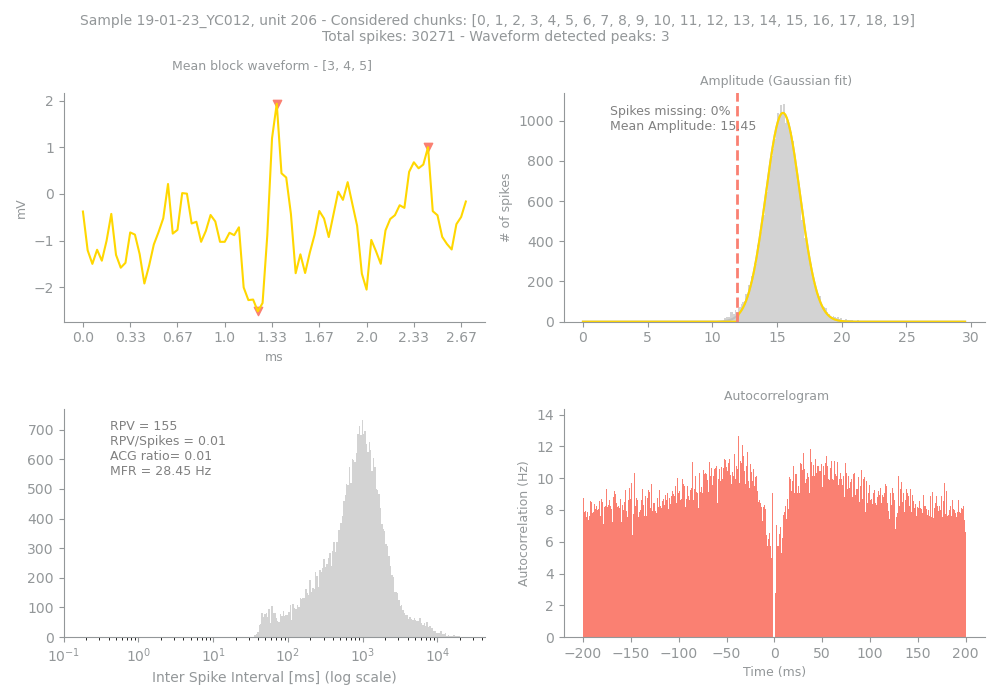 Sample 19-01-23_YC012, unit 206 - Considered chunks: [0, 1, 2, 3, 4, 5, 6, 7, 8, 9, 10, 11, 12, 13, 14, 15, 16, 17, 18, 19]
Total spikes: 30271 - Waveform detected peaks: 3
Mean block waveform - [3, 4, 5]
2
1
0
−1
−2
mV
0.0 0.33 0.67 1.0 1.33 1.67 2.0 2.33 2.67
ms
Amplitude (Gaussian fit)
Spikes missing: 0%
Mean Amplitude: 15.45
1000
800
600
400
200
0
# of spikes
0 5 10 15 20 25 30
RPV = 155
RPV/Spikes = 0.01
ACG ratio= 0.01
MFR = 28.45 Hz
700
600
500
400
300
200
100
0
10⁻¹ 10⁰ 10¹ 10² 10³ 10⁴
Inter Spike Interval [ms] (log scale)
Autocorrelogram
14
12
10
8
6
4
2
0
Autocorrelation (Hz)
−200 −150 −100 −50 0 50 100 150 200
Time (ms)